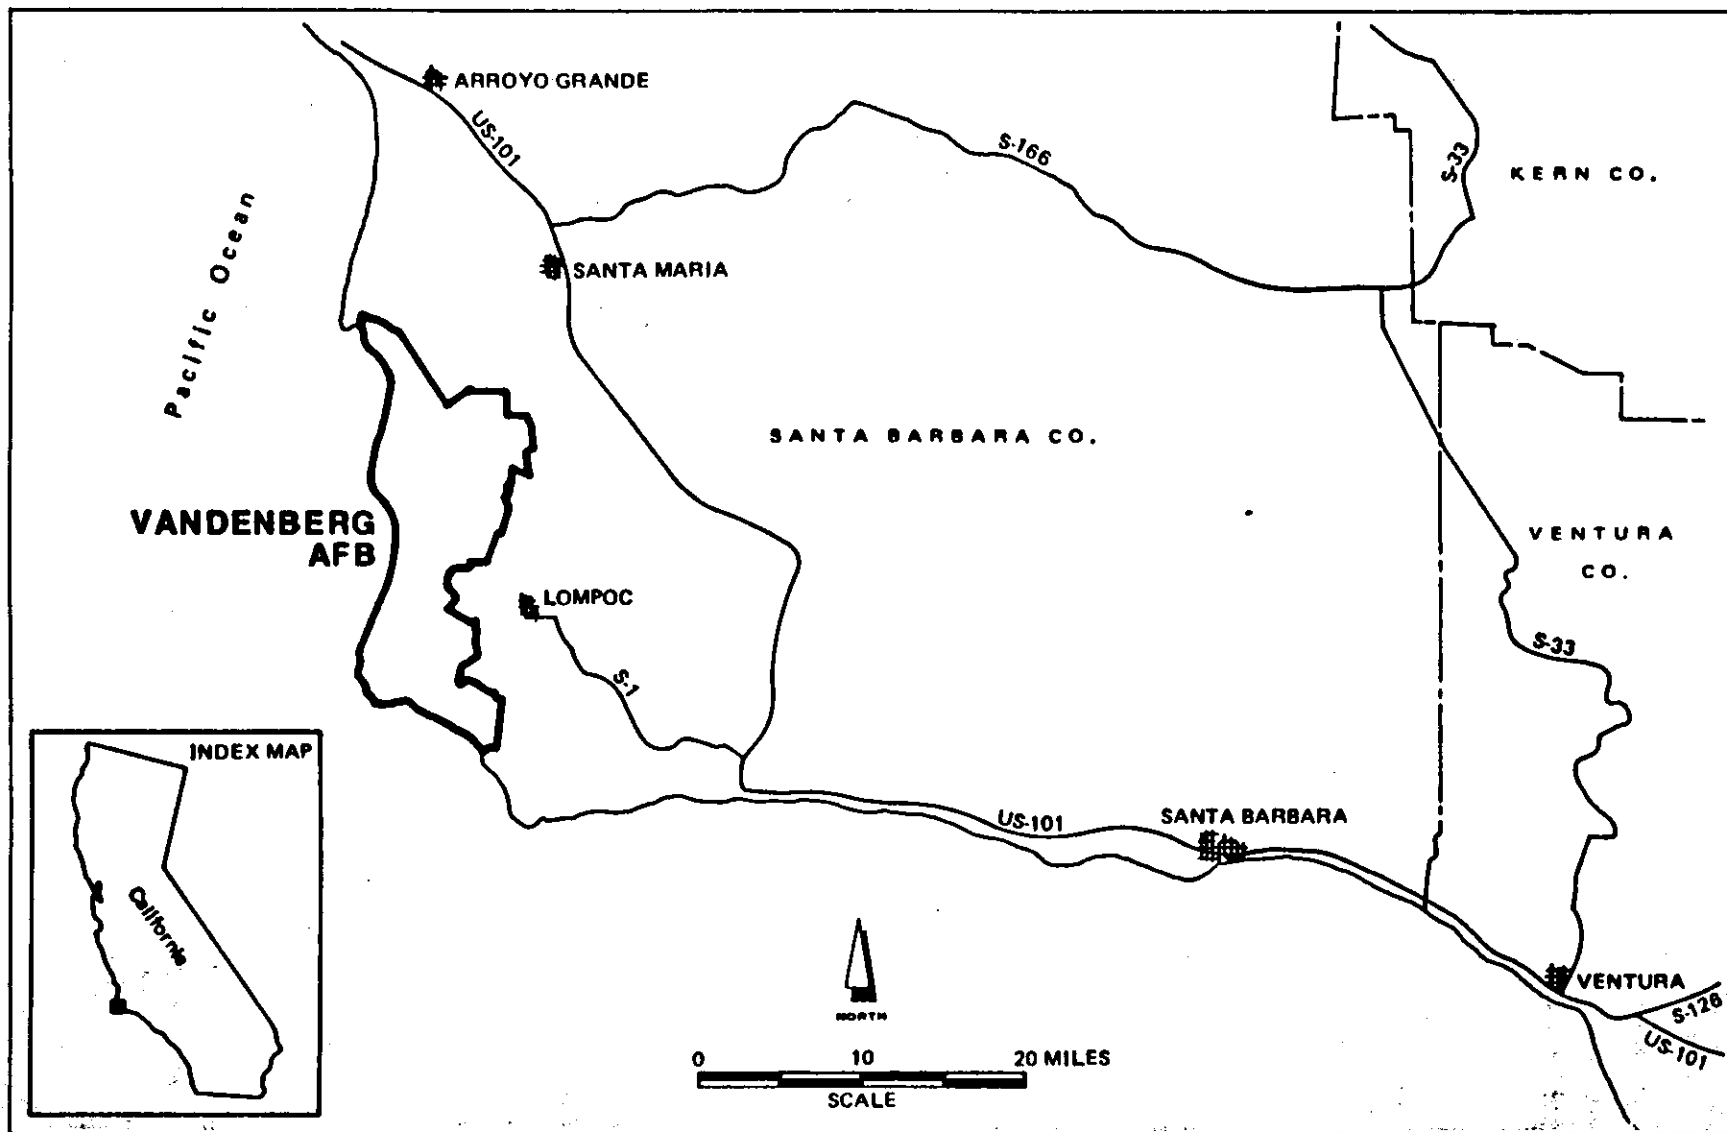 ARROYO GRANDE
US-101
S-166
S-33
KERN CO.
Pacific Ocean
SANTA MARIA
SANTA BARBARA CO.
VANDENBERG
AFB
VENTURA
CO.
LOMPOC
S-1
S-33
INDEX MAP
California
US-101
SANTA BARBARA
VENTURA
S-126
US-101
NORTH
0 10 20 MILES
SCALE